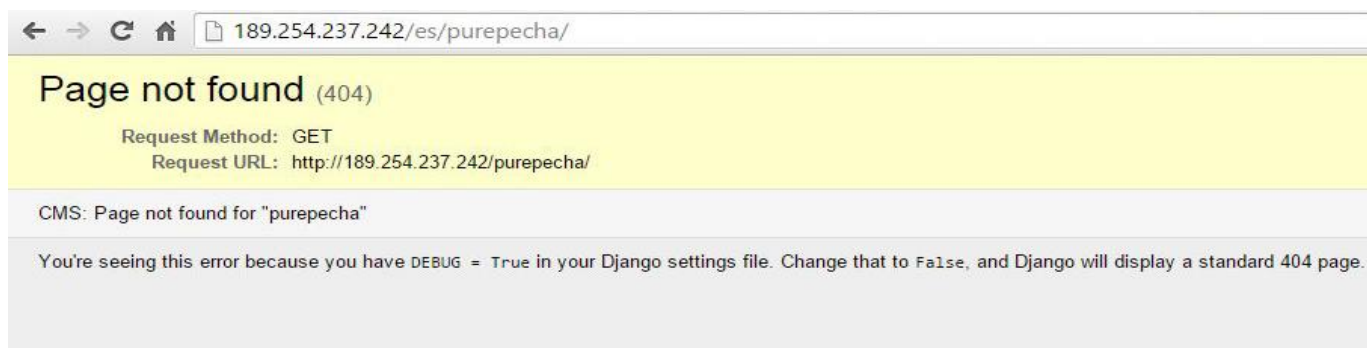 189.254.237.242/es/purepecha/
Page not found (404)
Request Method: GET
Request URL: http://189.254.237.242/purepecha/
CMS: Page not found for "purepecha"
You're seeing this error because you have DEBUG = True in your Django settings file. Change that to False, and Django will display a standard 404 page.